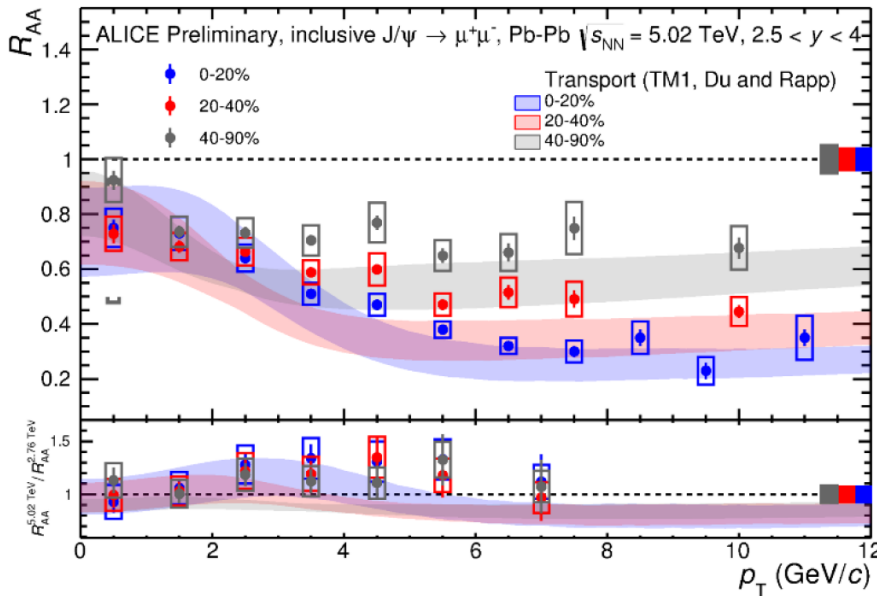 ALICE Preliminary, inclusive J/ψ → μ⁺μ⁻, Pb-Pb √s_NN = 5.02 TeV, 2.5 < y < 4
0-20%
20-40%
40-90%
Transport (TM1, Du and Rapp)
0-20%
20-40%
40-90%
R_AA
1.4
1.2
1
0.8
0.6
0.4
0.2
R_AA^5.02 TeV/R_AA^2.76 TeV
1.5
1
0 2 4 6 8 10 12
p_T (GeV/c)